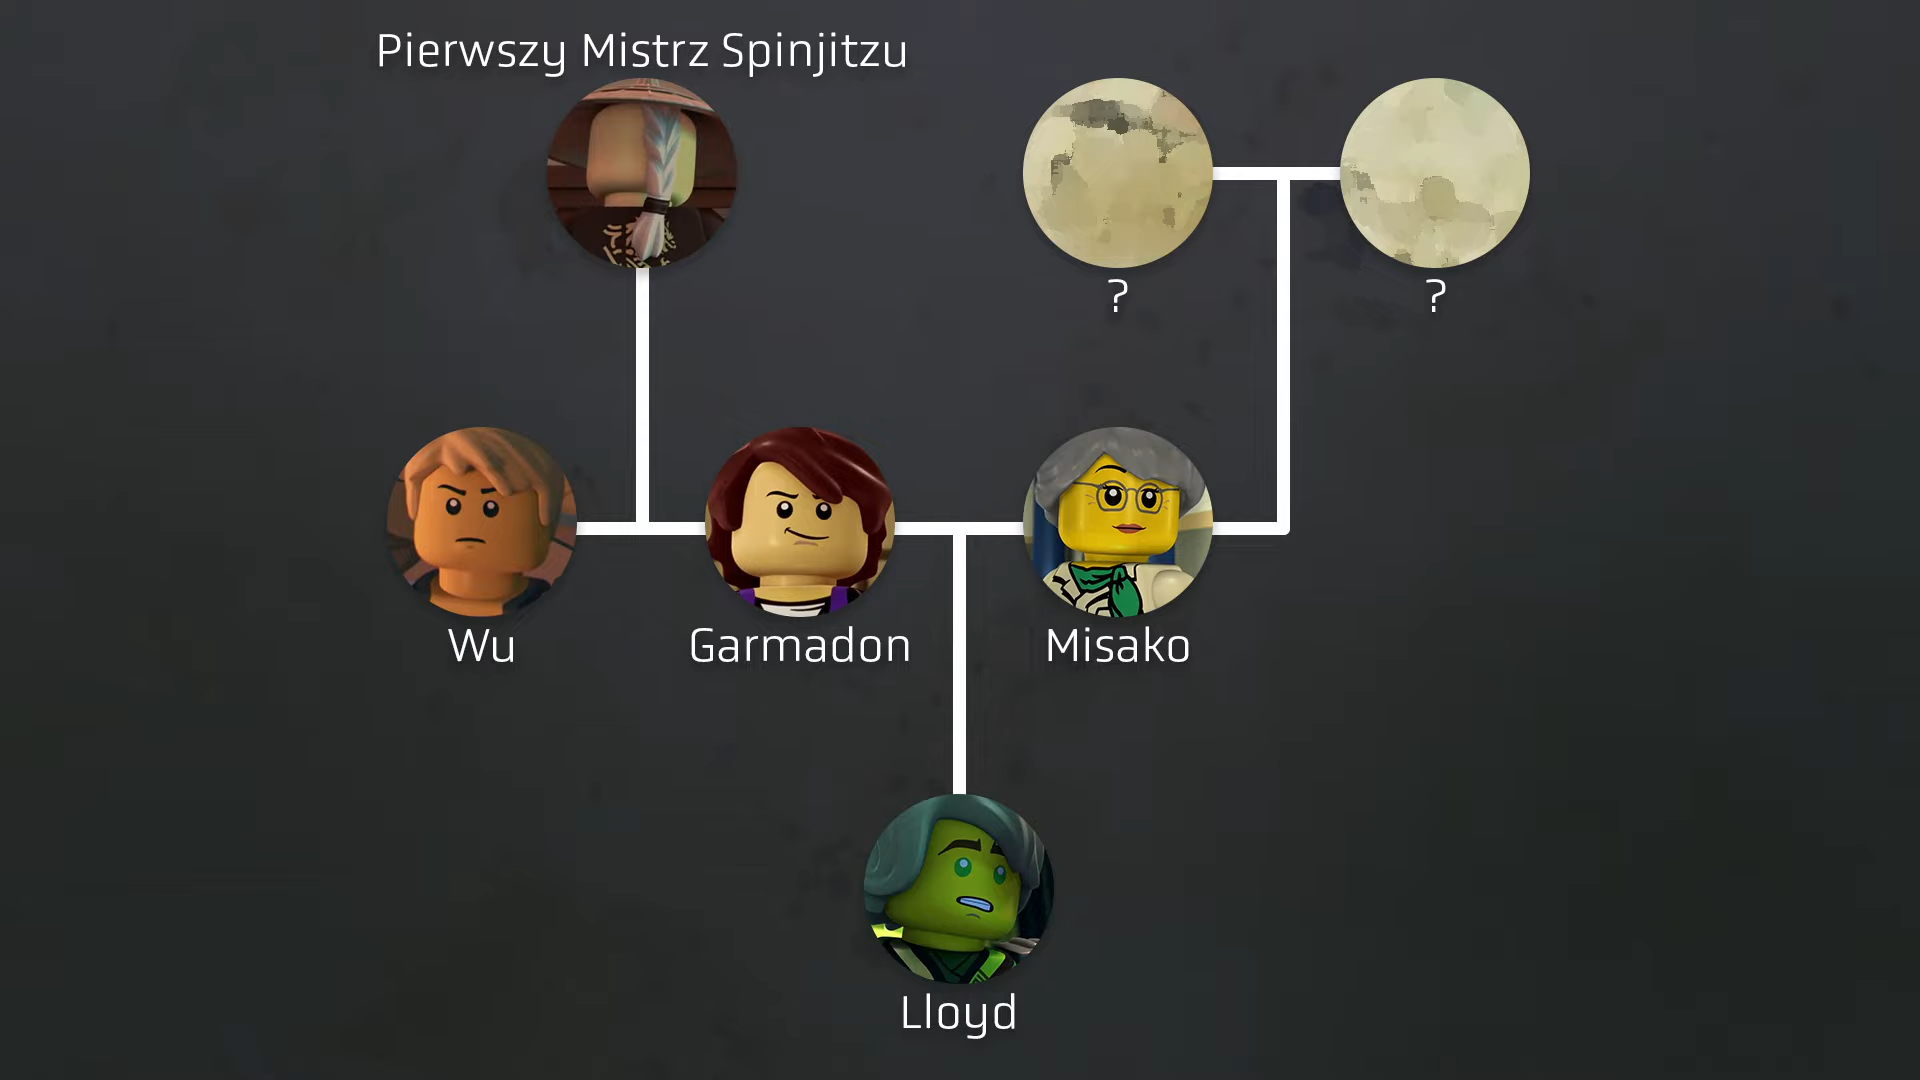 Pierwszy Mistrz Spinjitzu
?
?
Wu
Garmadon
Misako
Lloyd